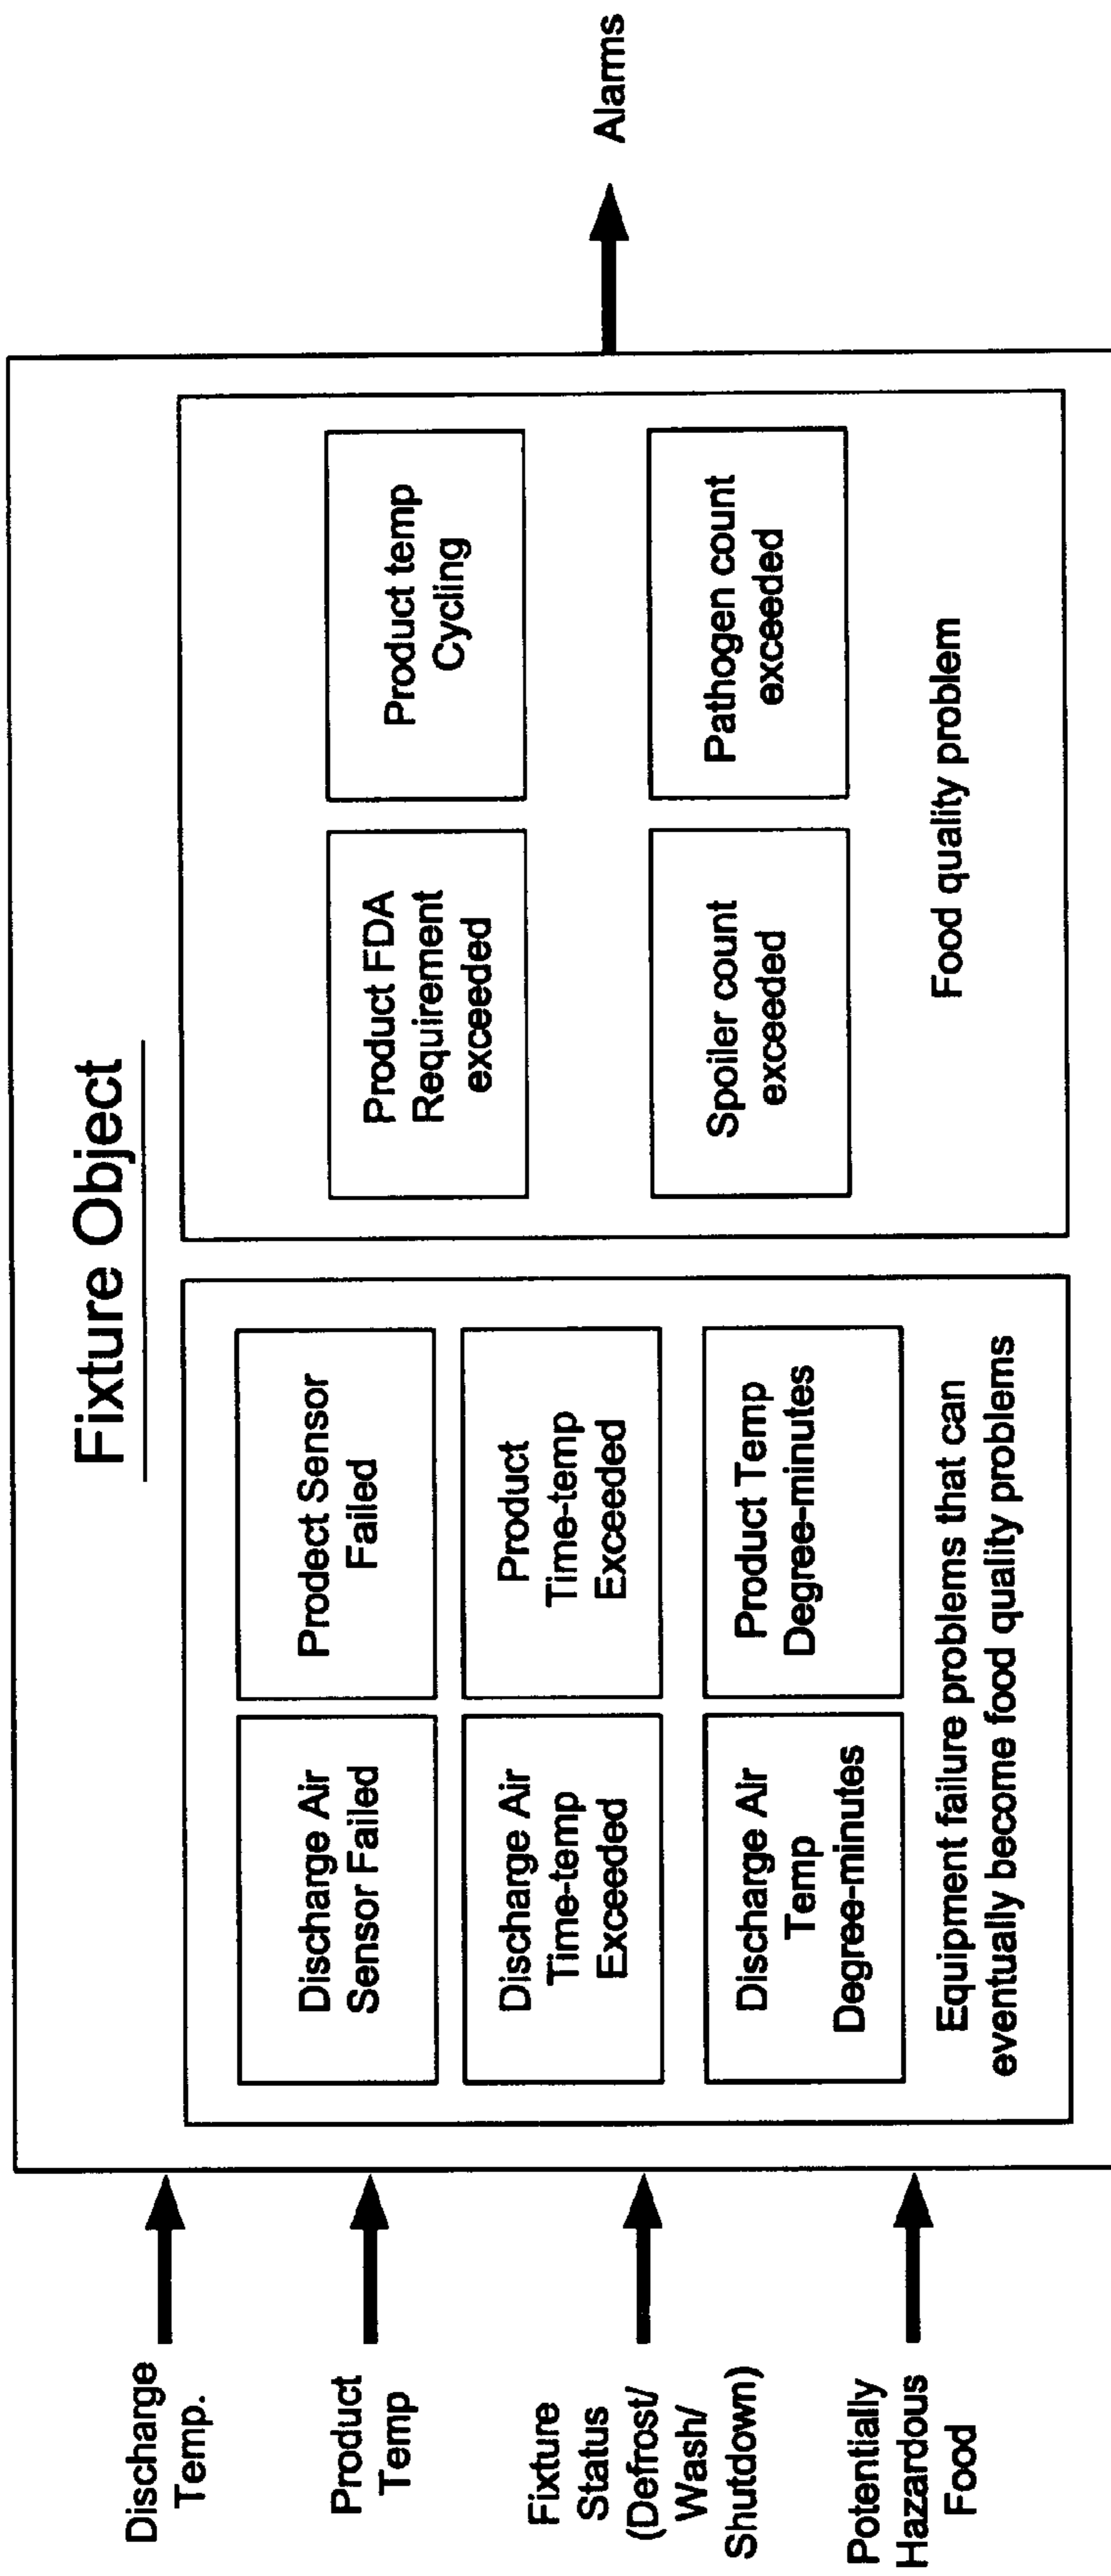 Fixture Object
Discharge
Temp.
Product
Temp
Fixture
Status
(Defrost/
Wash/
Shutdown)
Potentially
Hazardous
Food
Discharge Air
Sensor Failed
Prodect Sensor
Failed
Discharge Air
Time-temp
Exceeded
Product
Time-temp
Exceeded
Discharge Air
Temp
Degree-minutes
Product Temp
Degree-minutes
Equipment failure problems that can
eventually become food quality problems
Product FDA
Requirement
exceeded
Product temp
Cycling
Spoiler count
exceeded
Pathogen count
exceeded
Food quality problem
Alarms